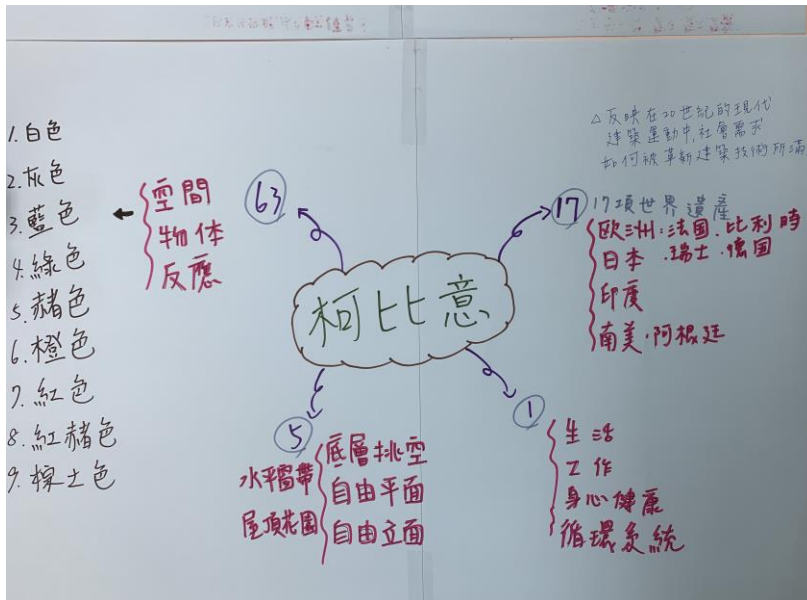 柯比意
63
空間
物体
反應
1.白色
2.灰色
3.藍色
4.綠色
5.赭色
6.橙色
7.紅色
8.紅赭色
9.棕土色
17
17項世界遺產
歐洲:法国.比利時
日本.瑞士.德国
印度
南美.阿根廷
△反映在20世紀的現代
建築運動中,社會需求
如何被革新建築技術所滿
1
生活
工作
身心健康
循環系統
5
底層挑空
水平窗帶 自由平面
屋頂花園 自由立面